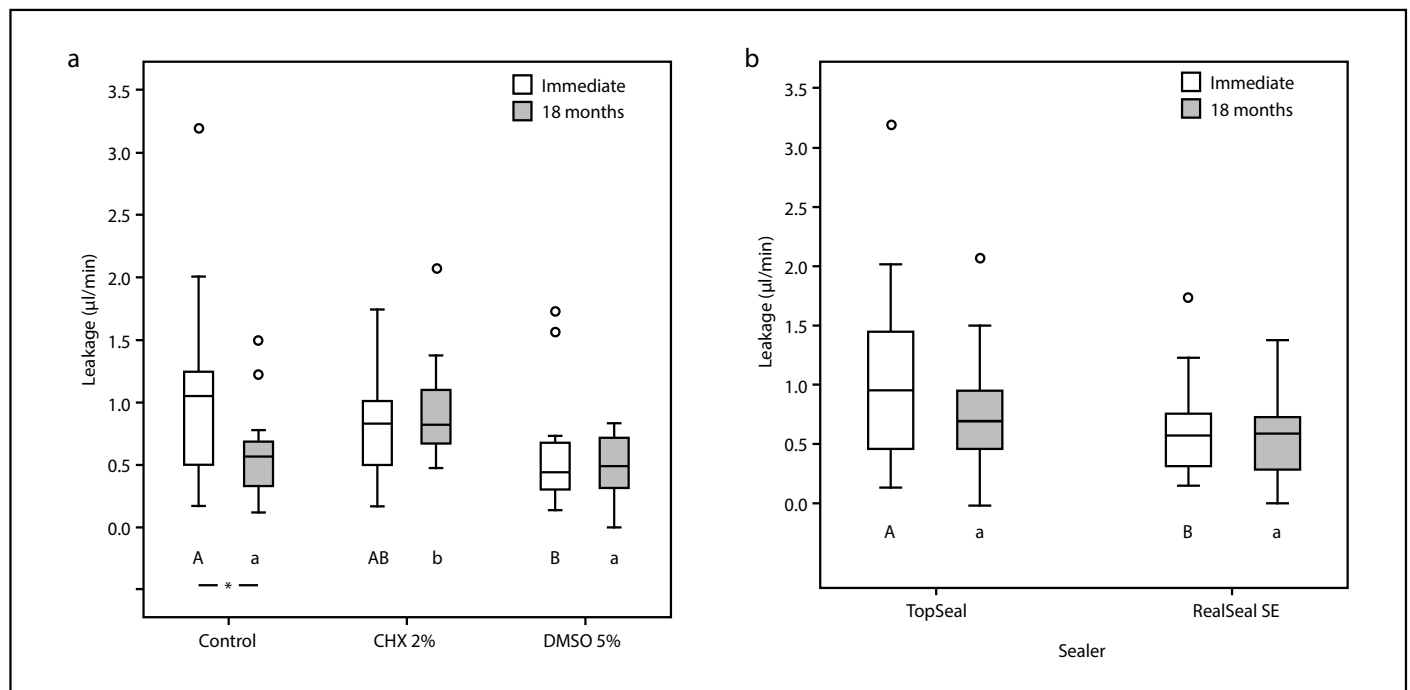 a
Immediate
18 months
3.5
3.0
2.5
2.0
1.5
1.0
0.5
0.0
Leakage (µl/min)
A a AB b B a
*
Control CHX 2% DMSO 5%
b
Immediate
18 months
3.5
3.0
2.5
2.0
1.5
1.0
0.5
0.0
Leakage (µl/min)
A a B a
TopSeal RealSeal SE
Sealer